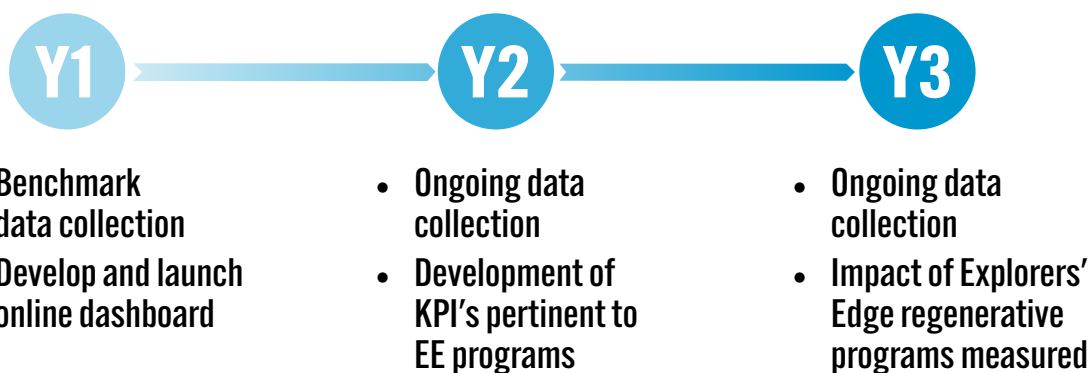 Y1
Y2
Y3
Benchmark
data collection
Develop and launch
online dashboard
• Ongoing data
collection
• Development of
KPI's pertinent to
EE programs
• Ongoing data
collection
• Impact of Explorers'
Edge regenerative
programs measured